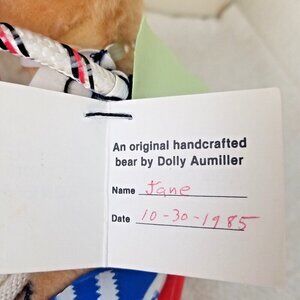 An original handcrafted
bear by Dolly Aumiller
Name Jane
Date 10-30-1985